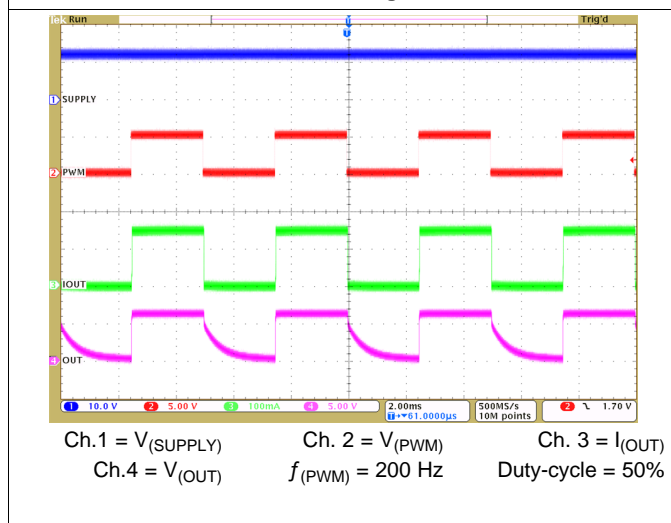 Tek Run
Trig'd
1 SUPPLY
2 PWM
3 IOUT
4 OUT
1 10.0 V 2 5.00 V 3 100mA 4 5.00 V 2.00ms 500MS/s 2 1.70 V
T→▼61.0000µs 10M points
Ch.1 = V(SUPPLY) Ch. 2 = V(PWM) Ch. 3 = I(OUT)
Ch.4 = V(OUT) ƒ(PWM) = 200 Hz Duty-cycle = 50%